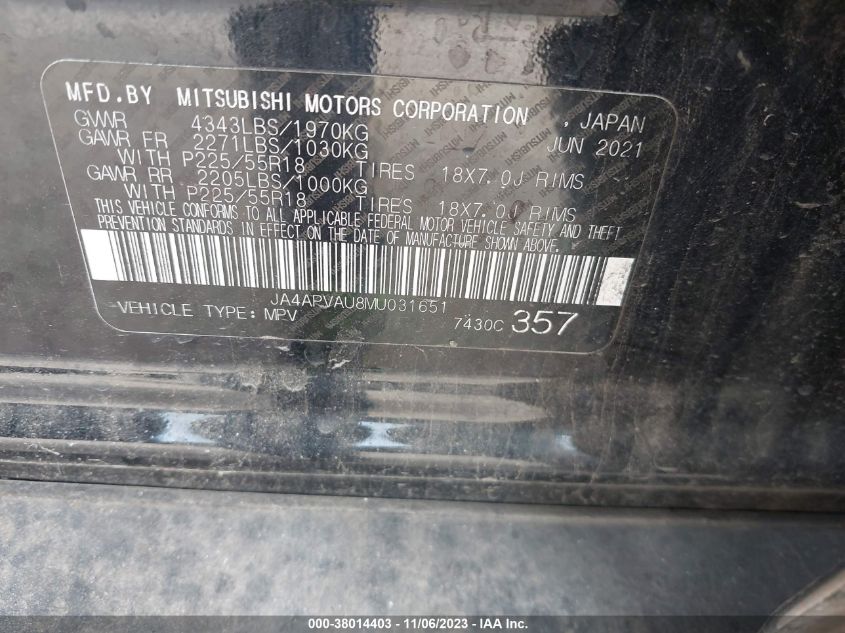 MFD.BY MITSUBISHI MOTORS CORPORATION , JAPAN
GVWR 4343LBS/1970KG JUN 2021
GAWR FR 2271LBS/1030KG
WITH P225/55R18 TIRES 18X7.0J RIMS
GAWR RR 2205LBS/1000KG
WITH P225/55R18 TIRES 18X7.0J RIMS
THIS VEHICLE CONFORMS TO ALL APPLICABLE FEDERAL MOTOR VEHICLE SAFETY AND THEFT
PREVENTION STANDARDS IN EFFECT ON THE DATE OF MANUFACTURE SHOWN ABOVE.
JA4APVAU8MU031651
VEHICLE TYPE: MPV 7430C 357
000-38014403 - 11/06/2023 - IAA Inc.